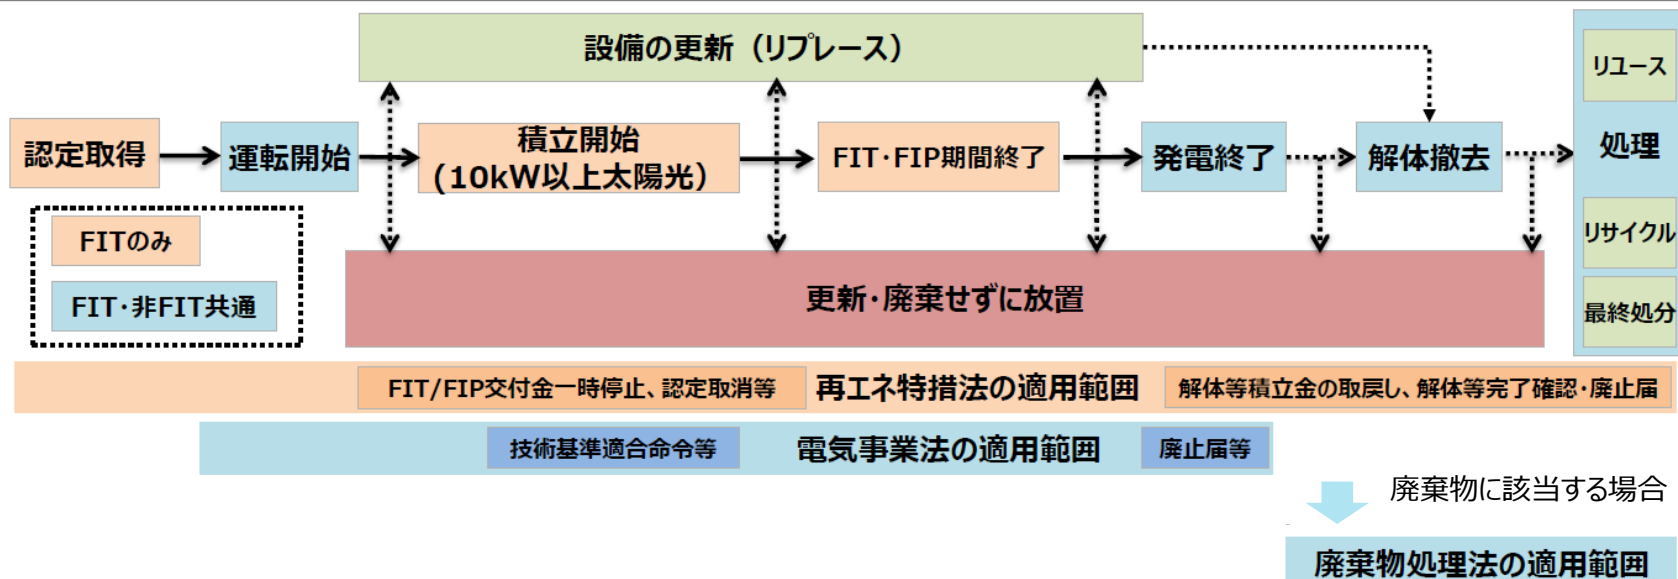 設備の更新（リプレース）
リユース
認定取得
運転開始
積立開始
(10kW以上太陽光）
FIT・FIP期間終了
発電終了
解体撤去
処理
FITのみ
FIT・非FIT共通
リサイクル
更新・廃棄せずに放置
最終処分
FIT/FIP交付金一時停止、認定取消等
再エネ特措法の適用範囲
解体等積立金の取戻し、解体等完了確認・廃止届
技術基準適合命令等
電気事業法の適用範囲
廃止届等
廃棄物に該当する場合
廃棄物処理法の適用範囲